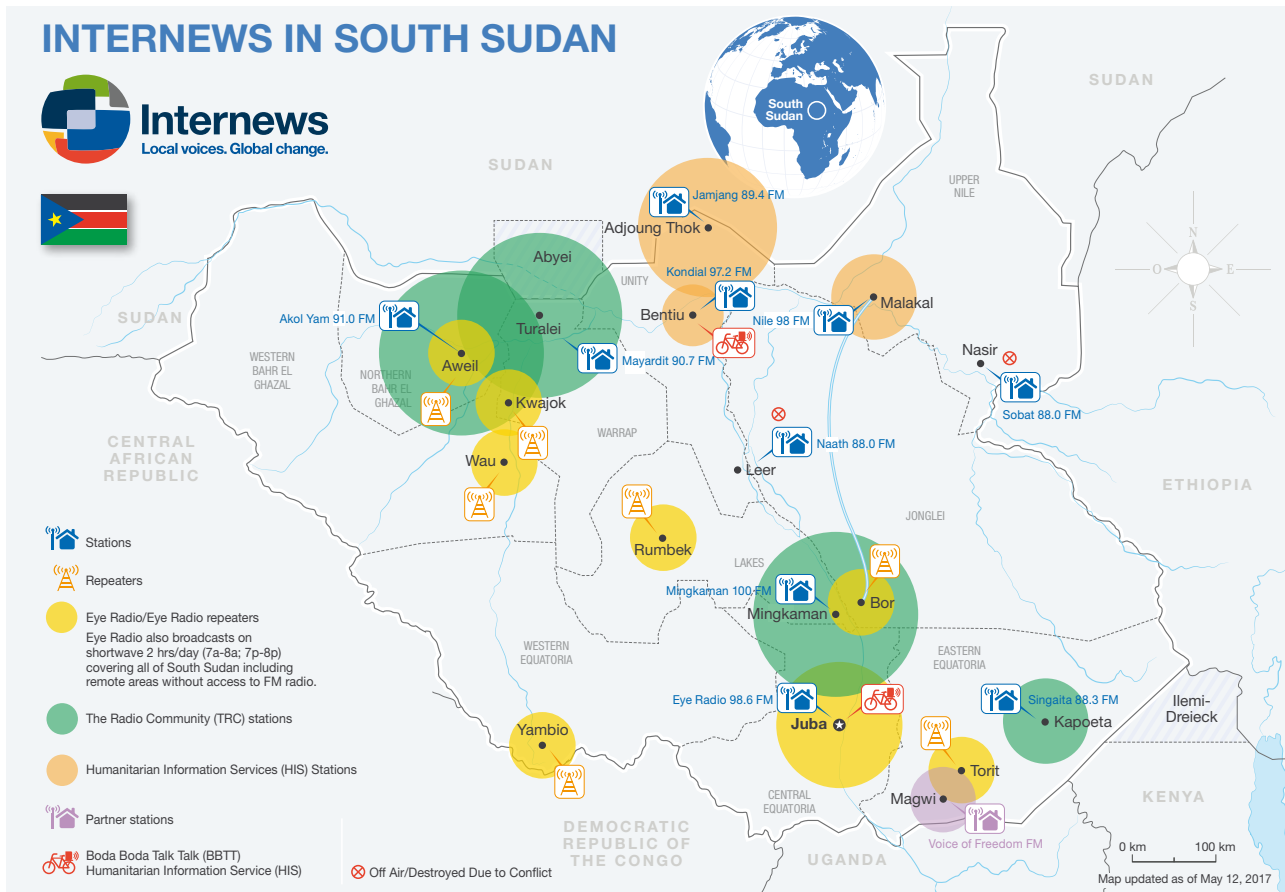 INTERNEWS IN SOUTH SUDAN
Internews
Local voices. Global change.
South
Sudan
SUDAN
SUDAN
UPPER
NILE
Jamjang 89.4 FM
Adjoung Thok
N
O
E
S
Abyei
UNITY
Kondial 97.2 FM
Bentiu
Malakal
Nile 98 FM
SUDAN
Akol Yam 91.0 FM
Turalei
Mayardit 90.7 FM
Nasir
Sobat 88.0 FM
WESTERN
BAHR EL
GHAZAL
NORTHERN
BAHR EL
GHAZAL
Aweil
Kwajok
WARRAP
Naath 88.0 FM
Leer
CENTRAL
AFRICAN
REPUBLIC
Wau
ETHIOPIA
JONGLEI
Rumbek
LAKES
Mingkaman 100 FM
Mingkaman
Bor
WESTERN
EQUATORIA
EASTERN
EQUATORIA
Eye Radio 98.6 FM
Juba
Singaita 88.3 FM
Kapoeta
Ilemi-
Dreieck
Yambio
Torit
Magwi
Voice of Freedom FM
CENTRAL
EQUATORIA
DEMOCRATIC
REPUBLIC OF
THE CONGO
UGANDA
KENYA
Stations
Repeaters
Eye Radio/Eye Radio repeaters
Eye Radio also broadcasts on
shortwave 2 hrs/day (7a-8a; 7p-8p)
covering all of South Sudan including
remote areas without access to FM radio.
The Radio Community (TRC) stations
Humanitarian Information Services (HIS) Stations
Partner stations
Boda Boda Talk Talk (BBTT)
Humanitarian Information Service (HIS)
Off Air/Destroyed Due to Conflict
0 km 100 km
Map updated as of May 12, 2017